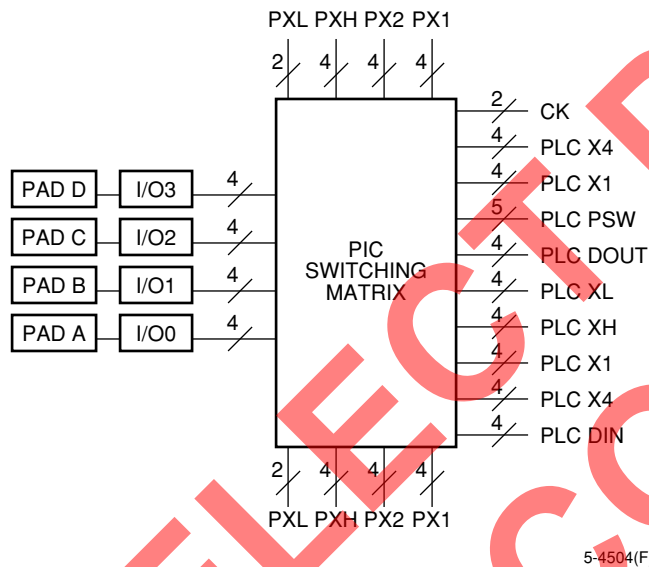 PXL PXH PX2 PX1
2 4 4 4
2 CK
4 PLC X4
4 PLC X1
5 PLC PSW
4 PLC DOUT
4 PLC XL
4 PLC XH
4 PLC X1
4 PLC X4
4 PLC DIN
PAD D I/O3 4
PAD C I/O2 4
PAD B I/O1 4
PAD A I/O0 4
PIC
SWITCHING
MATRIX
2 4 4 4
PXL PXH PX2 PX1
5-4504(F